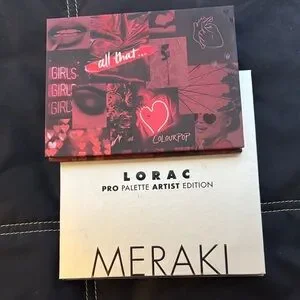 all that...
GIRLS
GIRLS
GIRLS
COLOURPOP
LORAC
PRO PALETTE ARTIST EDITION
MERAKI